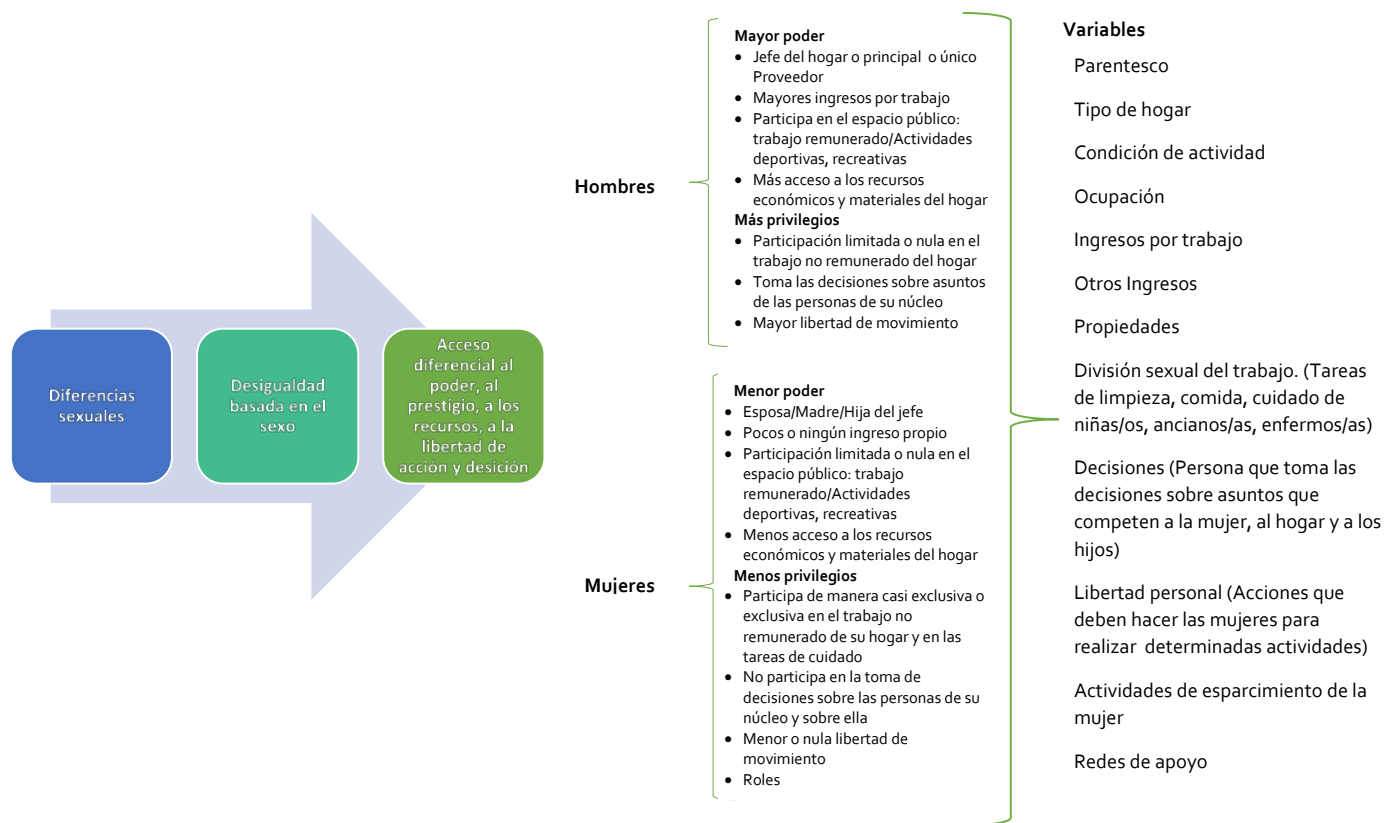 Diferencias
sexuales
Desigualdad
basada en el
sexo
Acceso
diferencial al
poder, al
prestigio, a los
recursos, a la
libertad de
acción y desición
Hombres
Mayor poder
• Jefe del hogar o principal o único
Proveedor
• Mayores ingresos por trabajo
• Participa en el espacio público:
trabajo remunerado/Actividades
deportivas, recreativas
• Más acceso a los recursos
económicos y materiales del hogar
Más privilegios
• Participación limitada o nula en el
trabajo no remunerado del hogar
• Toma las decisiones sobre asuntos
de las personas de su núcleo
• Mayor libertad de movimiento
Mujeres
Menor poder
• Esposa/Madre/Hija del jefe
• Pocos o ningún ingreso propio
• Participación limitada o nula en el
espacio público: trabajo
remunerado/Actividades
deportivas, recreativas
• Menos acceso a los recursos
económicos y materiales del hogar
Menos privilegios
• Participa de manera casi exclusiva o
exclusiva en el trabajo no
remunerado de su hogar y en las
tareas de cuidado
• No participa en la toma de
decisiones sobre las personas de su
núcleo y sobre ella
• Menor o nula libertad de
movimiento
• Roles
Variables
Parentesco
Tipo de hogar
Condición de actividad
Ocupación
Ingresos por trabajo
Otros Ingresos
Propiedades
División sexual del trabajo. (Tareas
de limpieza, comida, cuidado de
niñas/os, ancianos/as, enfermos/as)
Decisiones (Persona que toma las
decisiones sobre asuntos que
competen a la mujer, al hogar y a los
hijos)
Libertad personal (Acciones que
deben hacer las mujeres para
realizar determinadas actividades)
Actividades de esparcimiento de la
mujer
Redes de apoyo